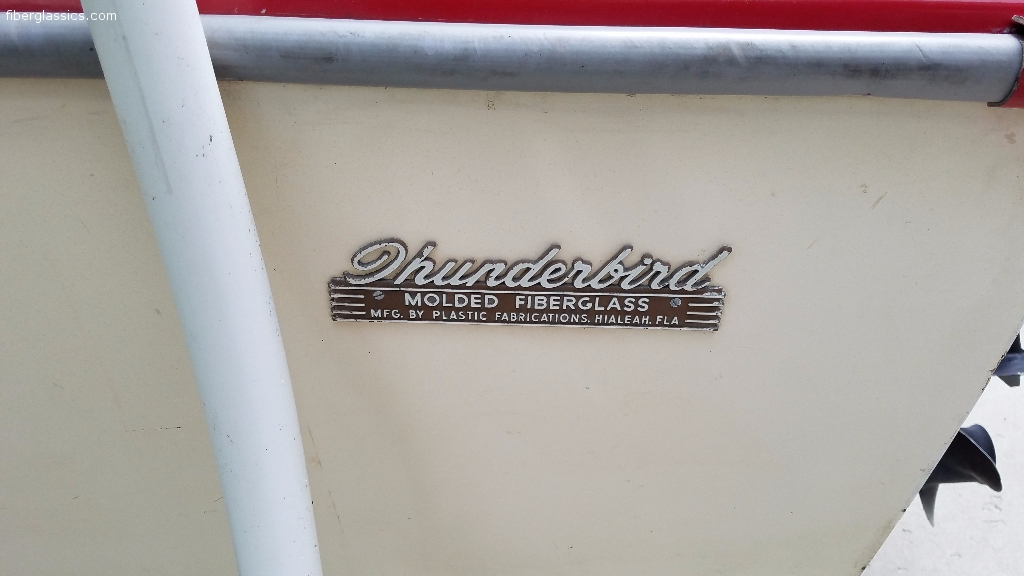 fiberglassics.com
Thunderbird
MOLDED FIBERGLASS
MFG. BY PLASTIC FABRICATIONS. HIALEAH. FLA